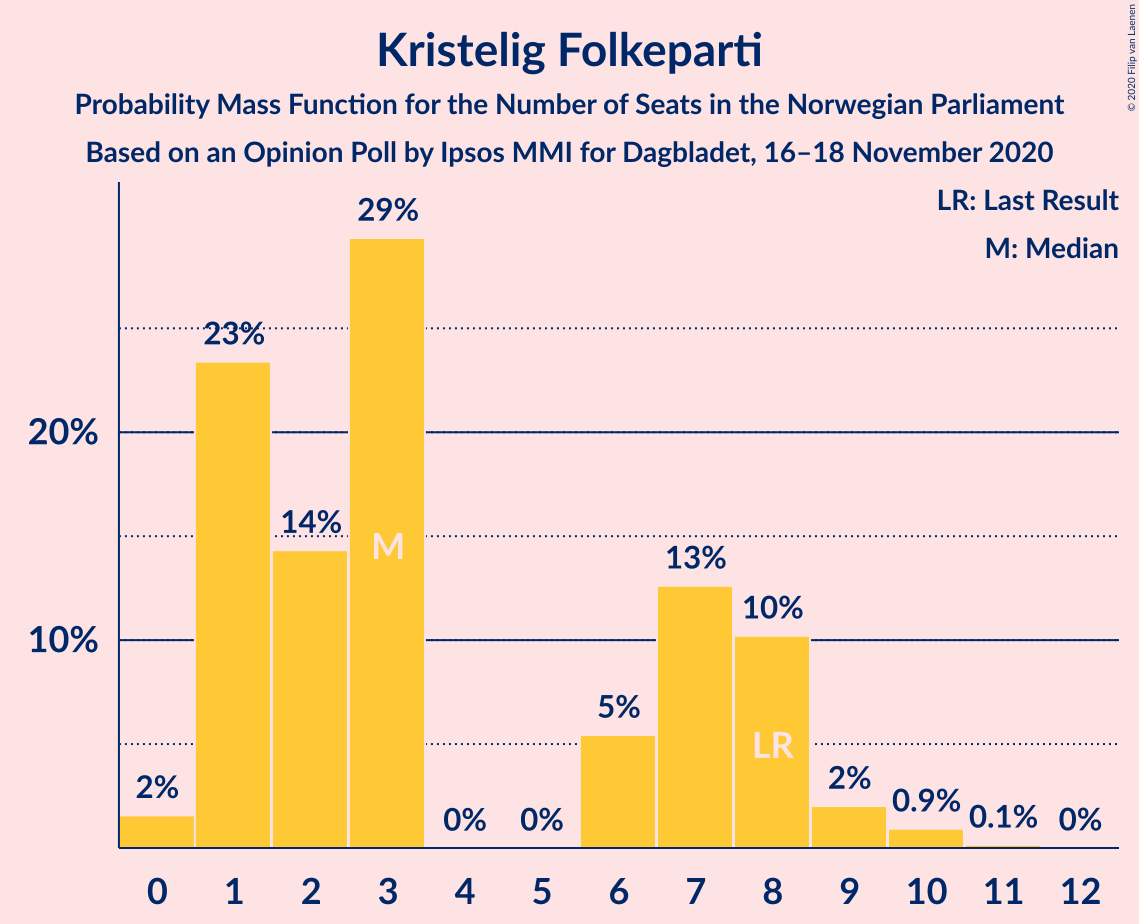 © 2020 Filip van Laenen
Kristelig Folkeparti
Probability Mass Function for the Number of Seats in the Norwegian Parliament
Based on an Opinion Poll by Ipsos MMI for Dagbladet, 16–18 November 2020
LR: Last Result
M: Median
29%
23%
20%
14%
M
13%
10%
10%
5%
LR
2%
2%
0.9%
0%
0%
0.1%
0%
0 1 2 3 4 5 6 7 8 9 10 11 12